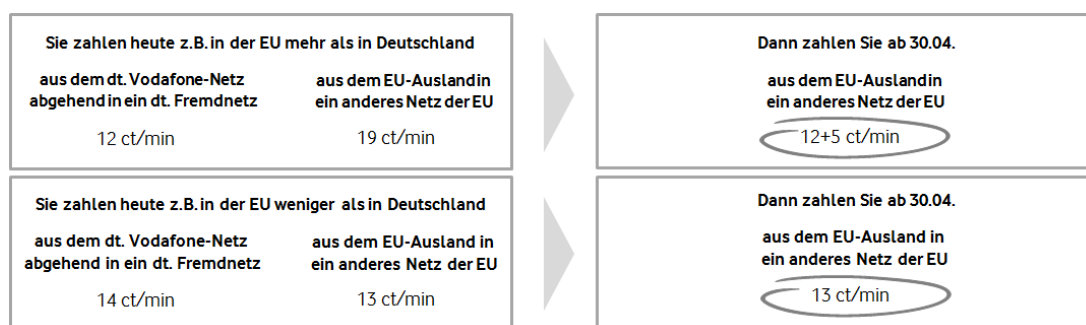 Sie zahlen heute z.B. in der EU mehr als in Deutschland
aus dem dt. Vodafone-Netz
abgehend in ein dt. Fremdnetz
12 ct/min
aus dem EU-Ausland in
ein anderes Netz der EU
19 ct/min
Dann zahlen Sie ab 30.04.
aus dem EU-Ausland in
ein anderes Netz der EU
12+5 ct/min
Sie zahlen heute z.B. in der EU weniger als in Deutschland
aus dem dt. Vodafone-Netz
abgehend in ein dt. Fremdnetz
14 ct/min
aus dem EU-Ausland in
ein anderes Netz der EU
13 ct/min
Dann zahlen Sie ab 30.04.
aus dem EU-Ausland in
ein anderes Netz der EU
13 ct/min